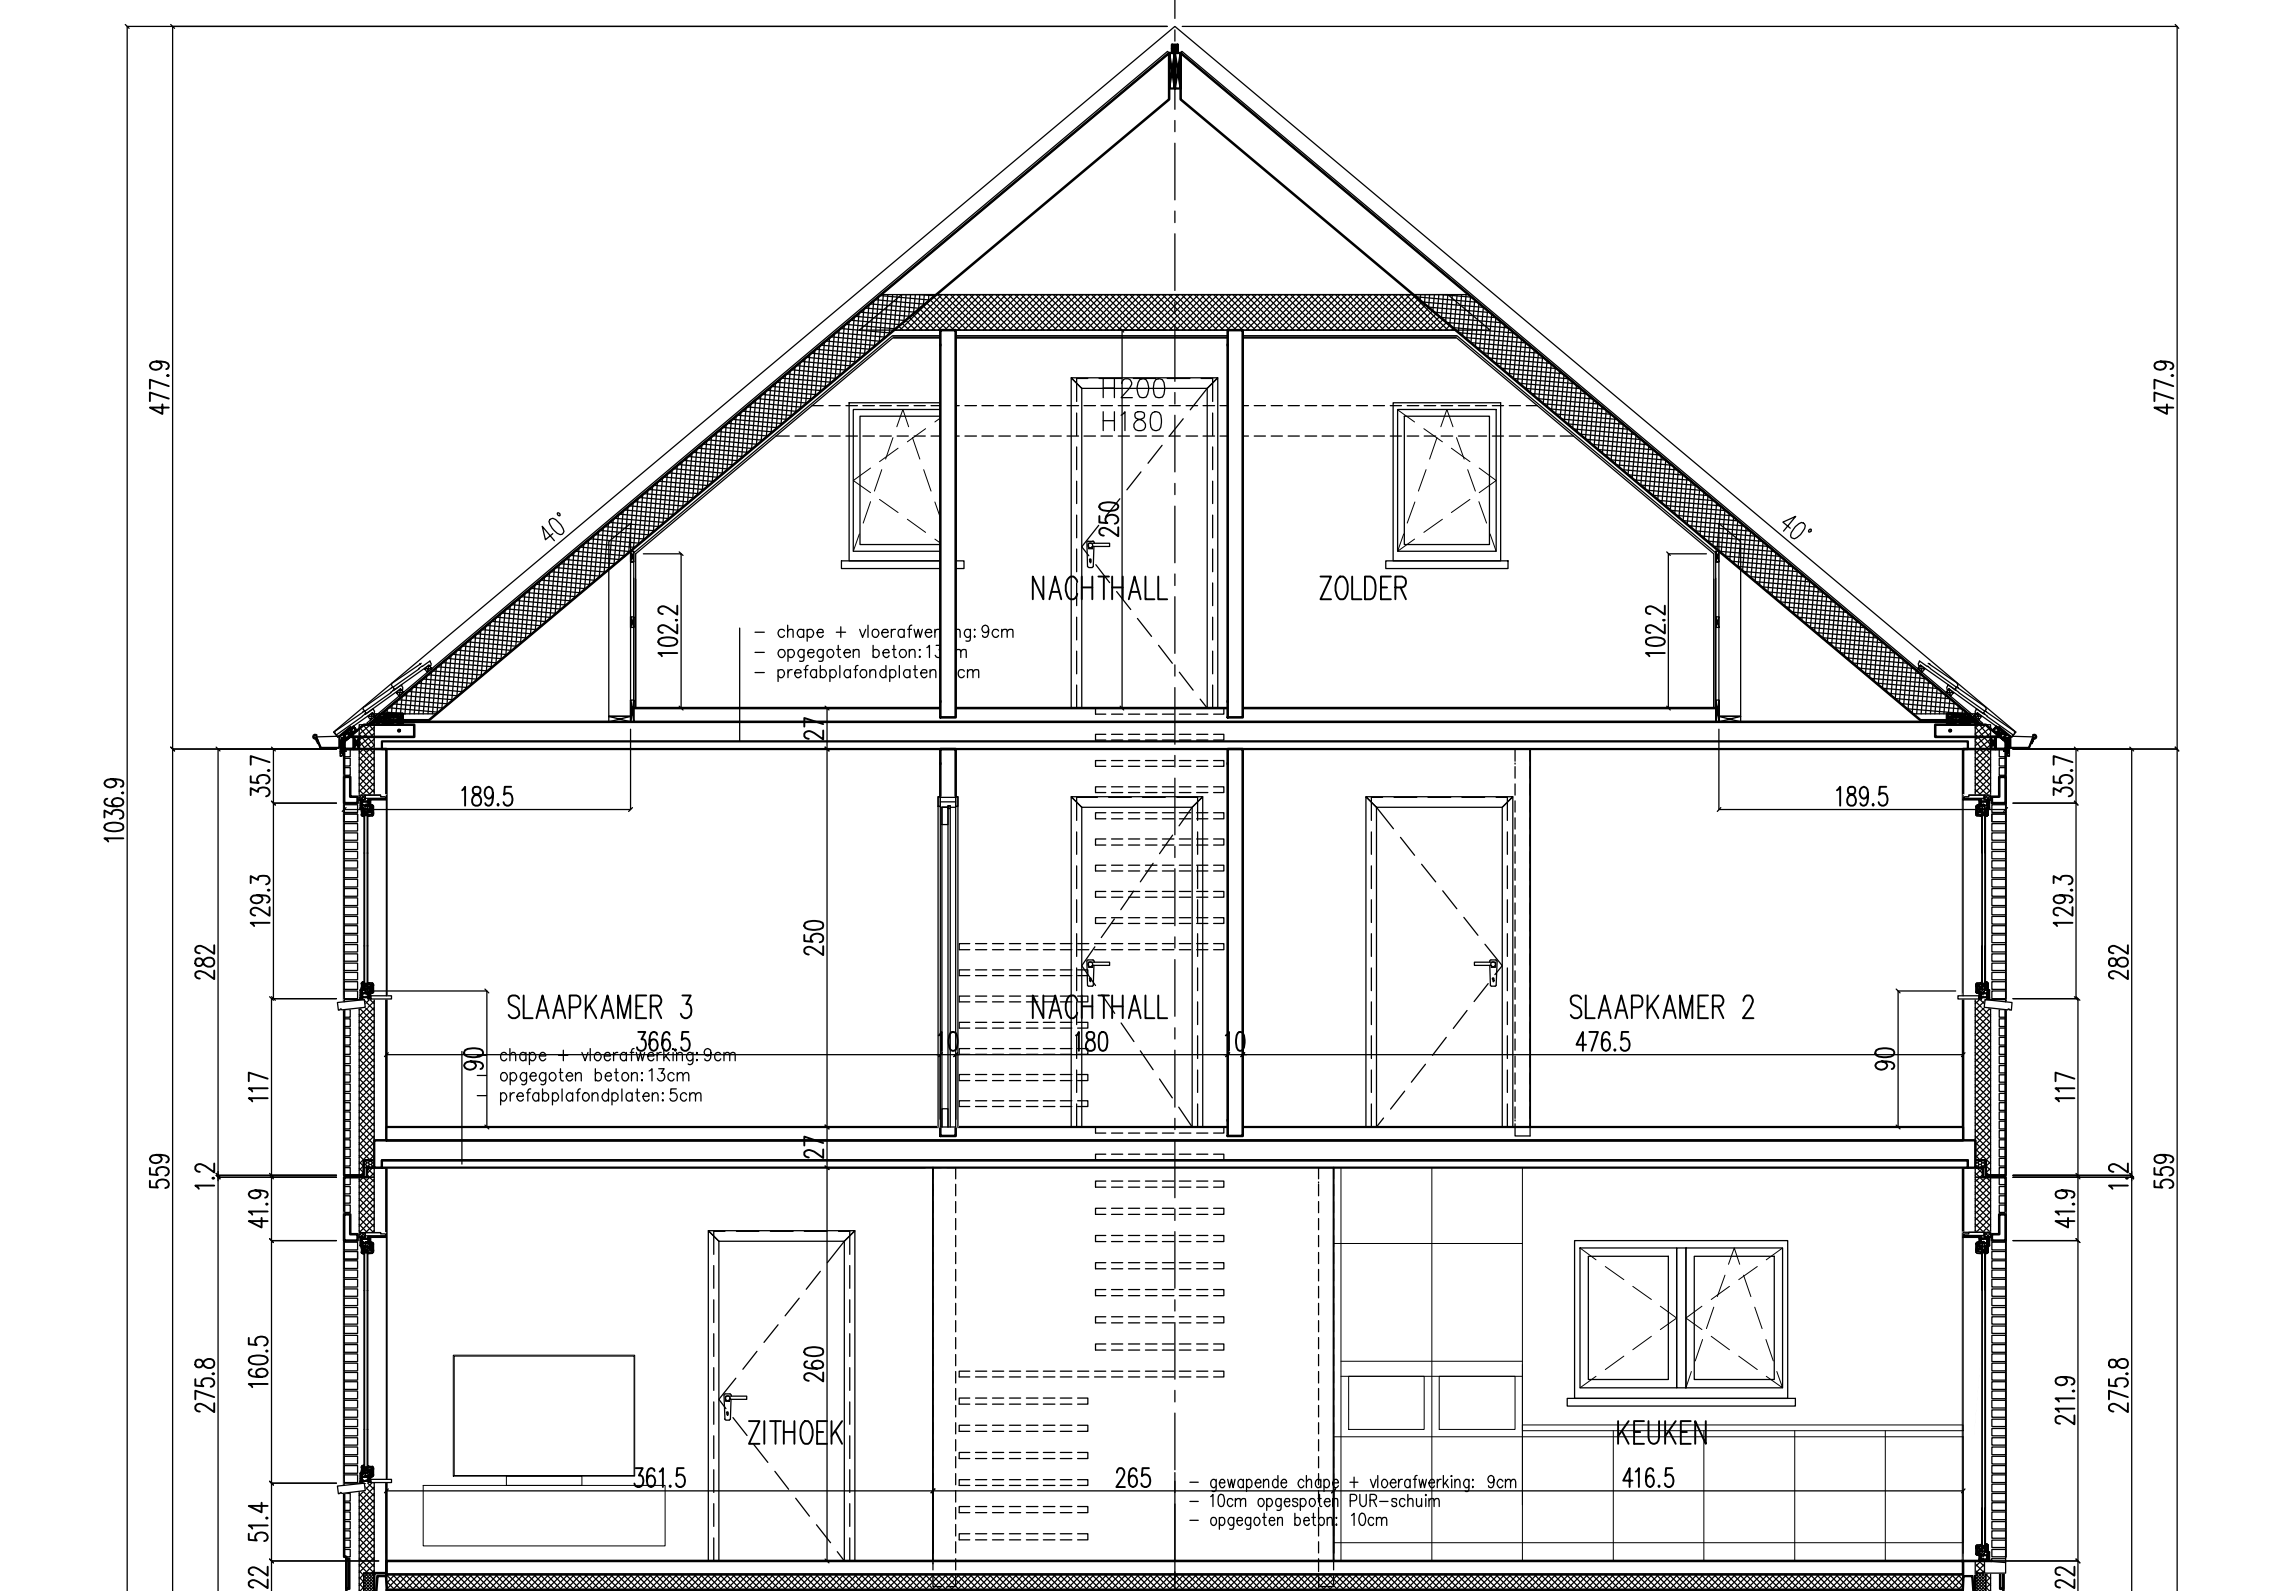 477.9
477.9
H200
H180
40°
40°
250
NACHTHALL
ZOLDER
102.2
102.2
- chape + vloerafwerking: 9cm
- opgegoten beton: 13cm
- prefabplafondplaten: 5cm
27
1036.9
35.7
35.7
189.5
189.5
129.3
129.3
282
250
282
SLAAPKAMER 3
NACHTHALL
SLAAPKAMER 2
366.5
10
180
10
476.5
90
90
- chape + vloerafwerking: 9cm
- opgegoten beton: 13cm
- prefabplafondplaten: 5cm
117
117
559
1.2
27
1.2
559
41.9
41.9
160.5
260
275.8
275.8
211.9
ZITHOEK
KEUKEN
361.5
265
416.5
- gewapende chape + vloerafwerking: 9cm
- 10cm opgespoten PUR-schuim
- opgegoten beton: 10cm
51.4
22
22